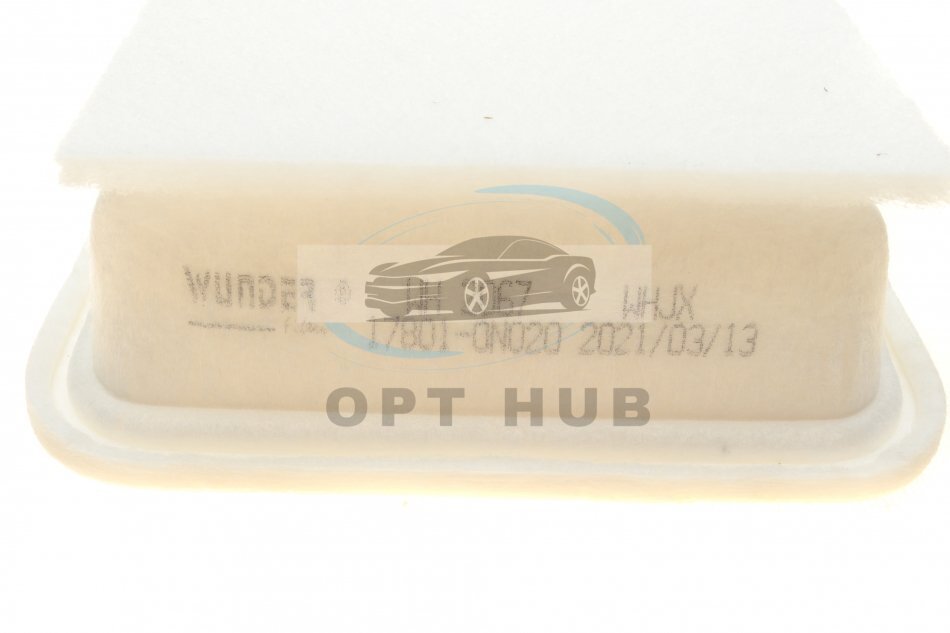 WUNDER ® WHJX
17801-0N020 2021/03/13
OPT HUB